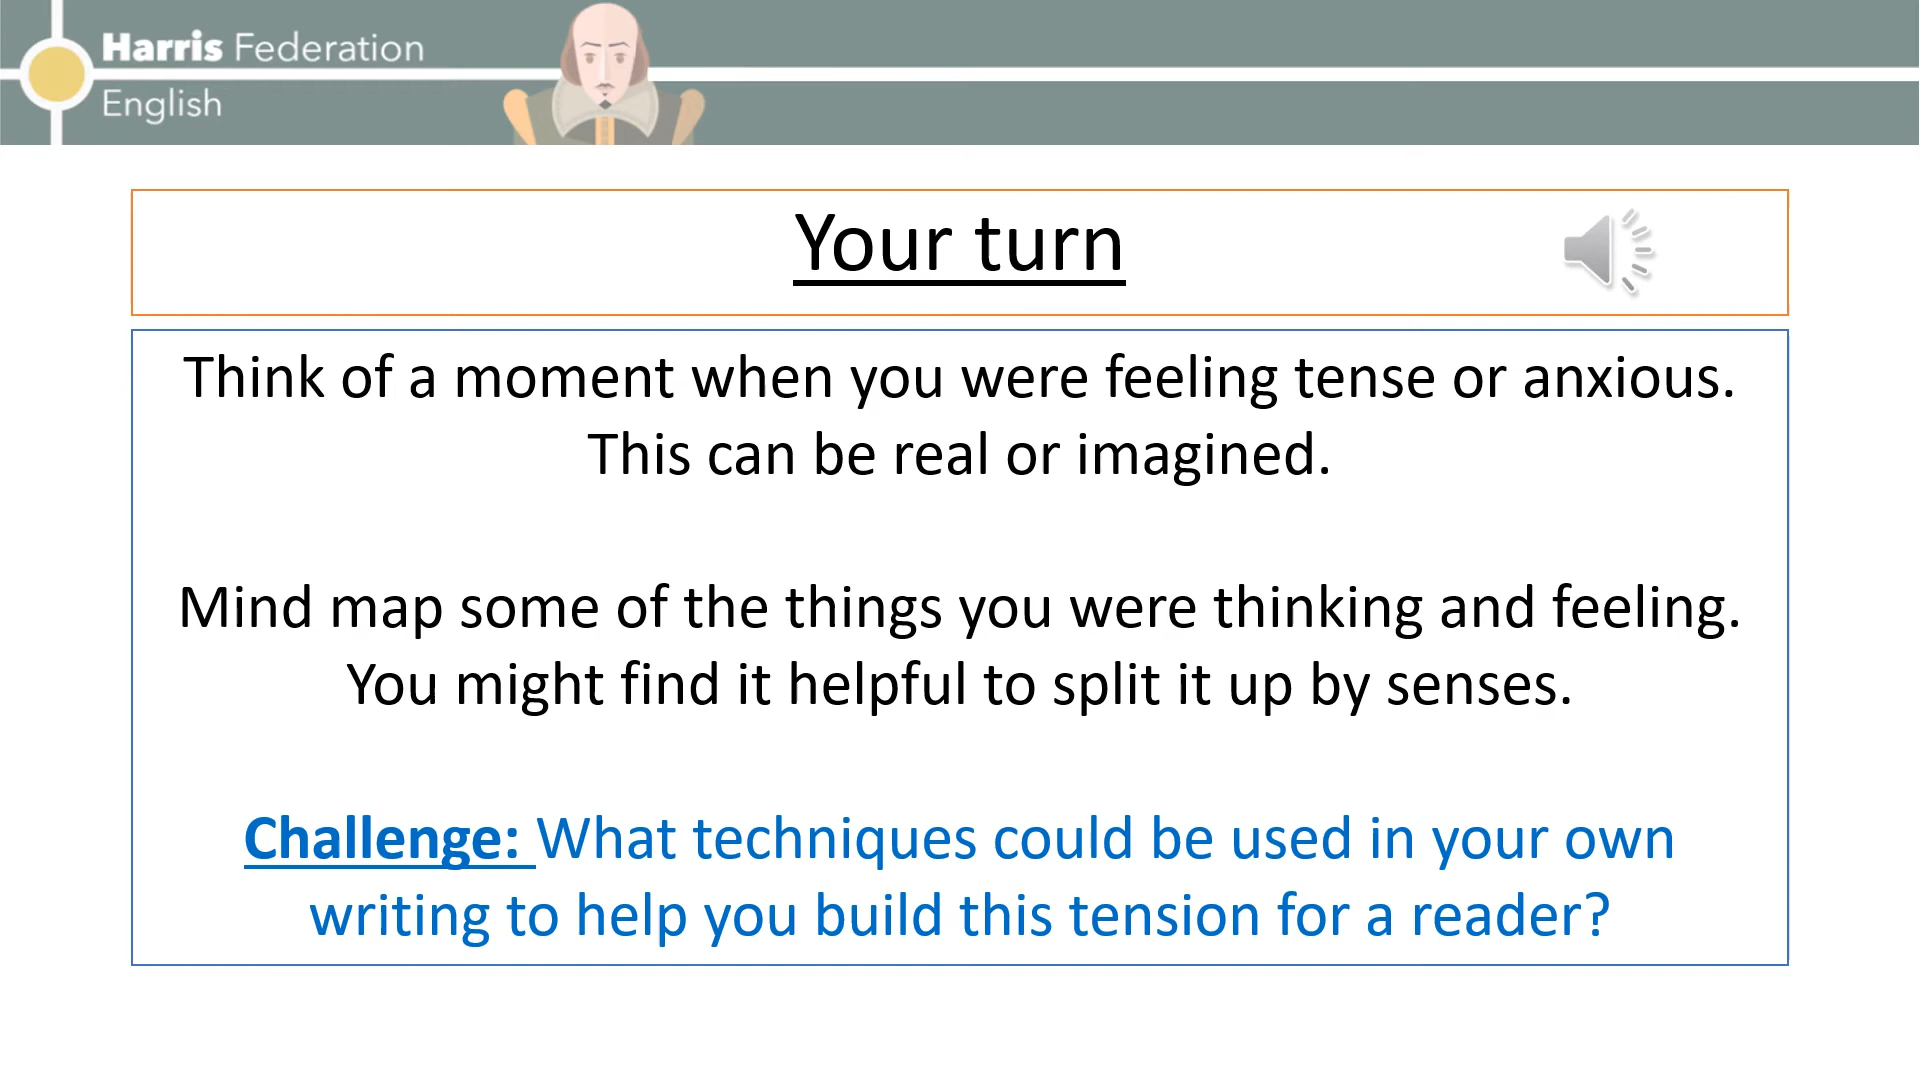 Harris Federation
English
Your turn
Think of a moment when you were feeling tense or anxious.
This can be real or imagined.
Mind map some of the things you were thinking and feeling.
You might find it helpful to split it up by senses.
Challenge: What techniques could be used in your own
writing to help you build this tension for a reader?